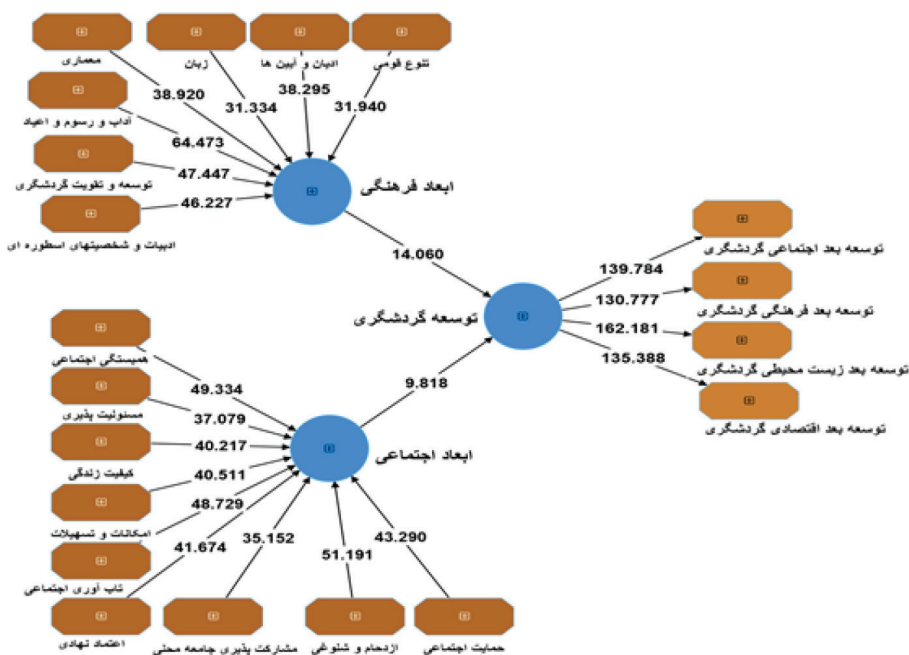 معماری
زبان
ادیان و آیین ها
تنوع قومی
38.920
31.334
38.295
31.940
آداب و رسوم و اعیاد
64.473
توسعه و تقویت گردشگری
47.447
46.227
ادبیات و شخصیتهای اسطوره ای
ابعاد فرهنگی
14.060
توسعه بعد اجتماعی گردشگری
139.784
130.777
توسعه بعد فرهنگی گردشگری
توسعه گردشگری
162.181
توسعه بعد زیست محیطی گردشگری
135.388
توسعه بعد اقتصادی گردشگری
9.818
همبستگی اجتماعی
49.334
مسئولیت پذیری
37.079
40.217
ابعاد اجتماعی
کیفیت زندگی
40.511
امکانات و تسهیلات
48.729
تاب آوری اجتماعی
41.674
35.152
51.191
43.290
اعتماد نهادی
مشارکت پذیری جامعه محلی
ازدحام و شلوغی
حمایت اجتماعی